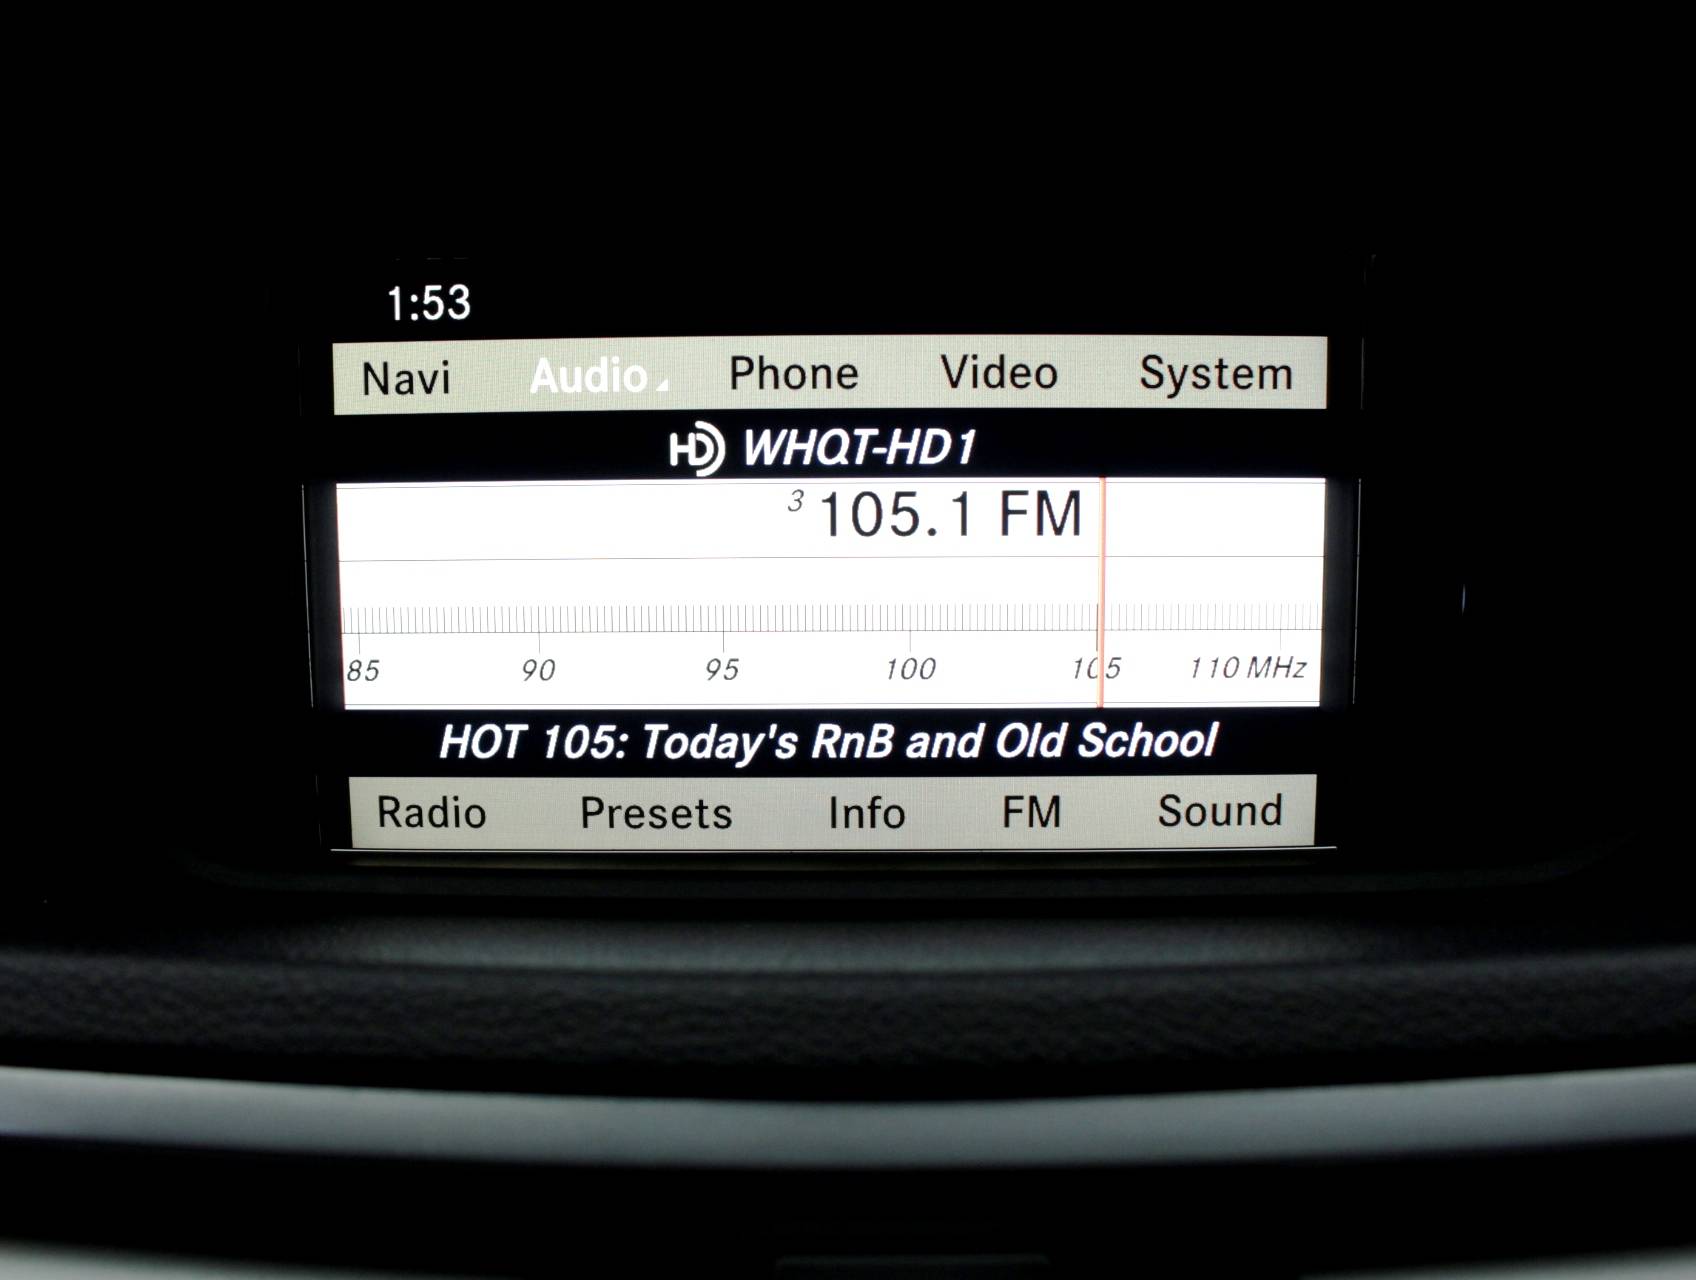 1:53
Navi Audio Phone Video System
HD WHQT-HD1
3 105.1 FM
85 90 95 100 105 110 MHz
HOT 105: Today's RnB and Old School
Radio Presets Info FM Sound